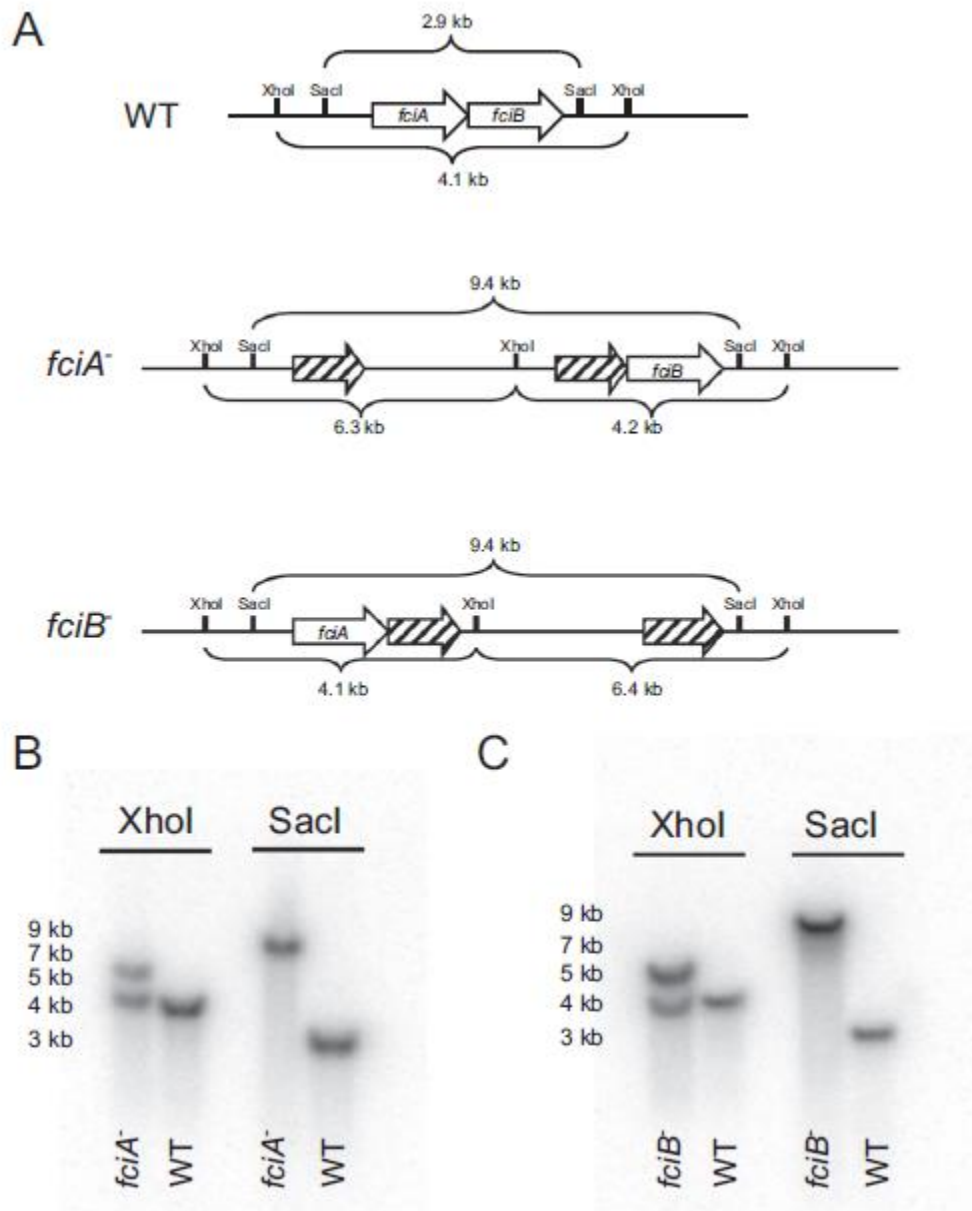 A
2.9 kb
XhoI SacI SacI XhoI
WT fciA fciB
4.1 kb
9.4 kb
XhoI SacI XhoI SacI XhoI
fciA- fciB
6.3 kb 4.2 kb
9.4 kb
XhoI SacI XhoI SacI XhoI
fciB- fciA
4.1 kb 6.4 kb
B
XhoI SacI
9 kb
7 kb
5 kb
4 kb
3 kb
fciA- WT fciA- WT
C
XhoI SacI
9 kb
7 kb
5 kb
4 kb
3 kb
fciB- WT fciB- WT